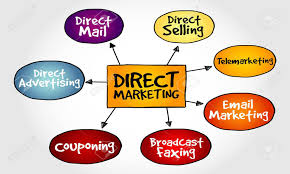 Direct
Mail
Direct
Selling
Telemarketing
Direct
Advertising
DIRECT
MARKETING
Email
Marketing
Couponing
Broadcast
Faxing